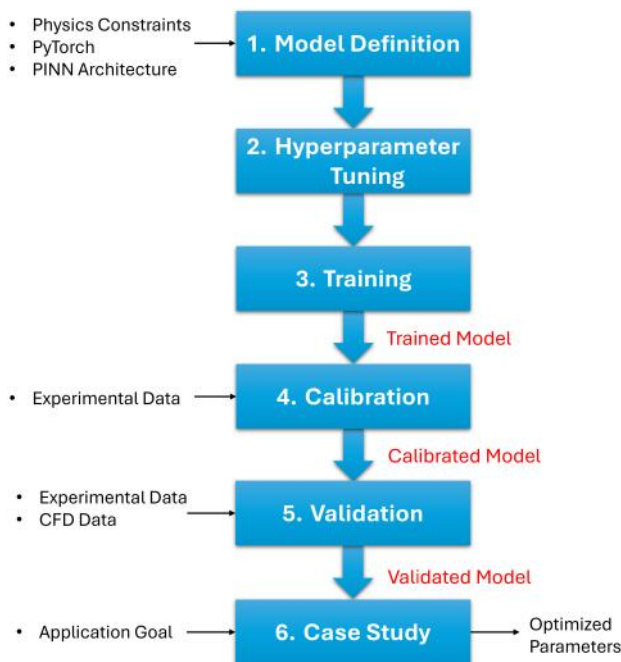 • Physics Constraints
• PyTorch
• PINN Architecture
1. Model Definition
2. Hyperparameter
Tuning
3. Training
Trained Model
• Experimental Data
4. Calibration
Calibrated Model
• Experimental Data
• CFD Data
5. Validation
Validated Model
• Application Goal
6. Case Study
Optimized
Parameters